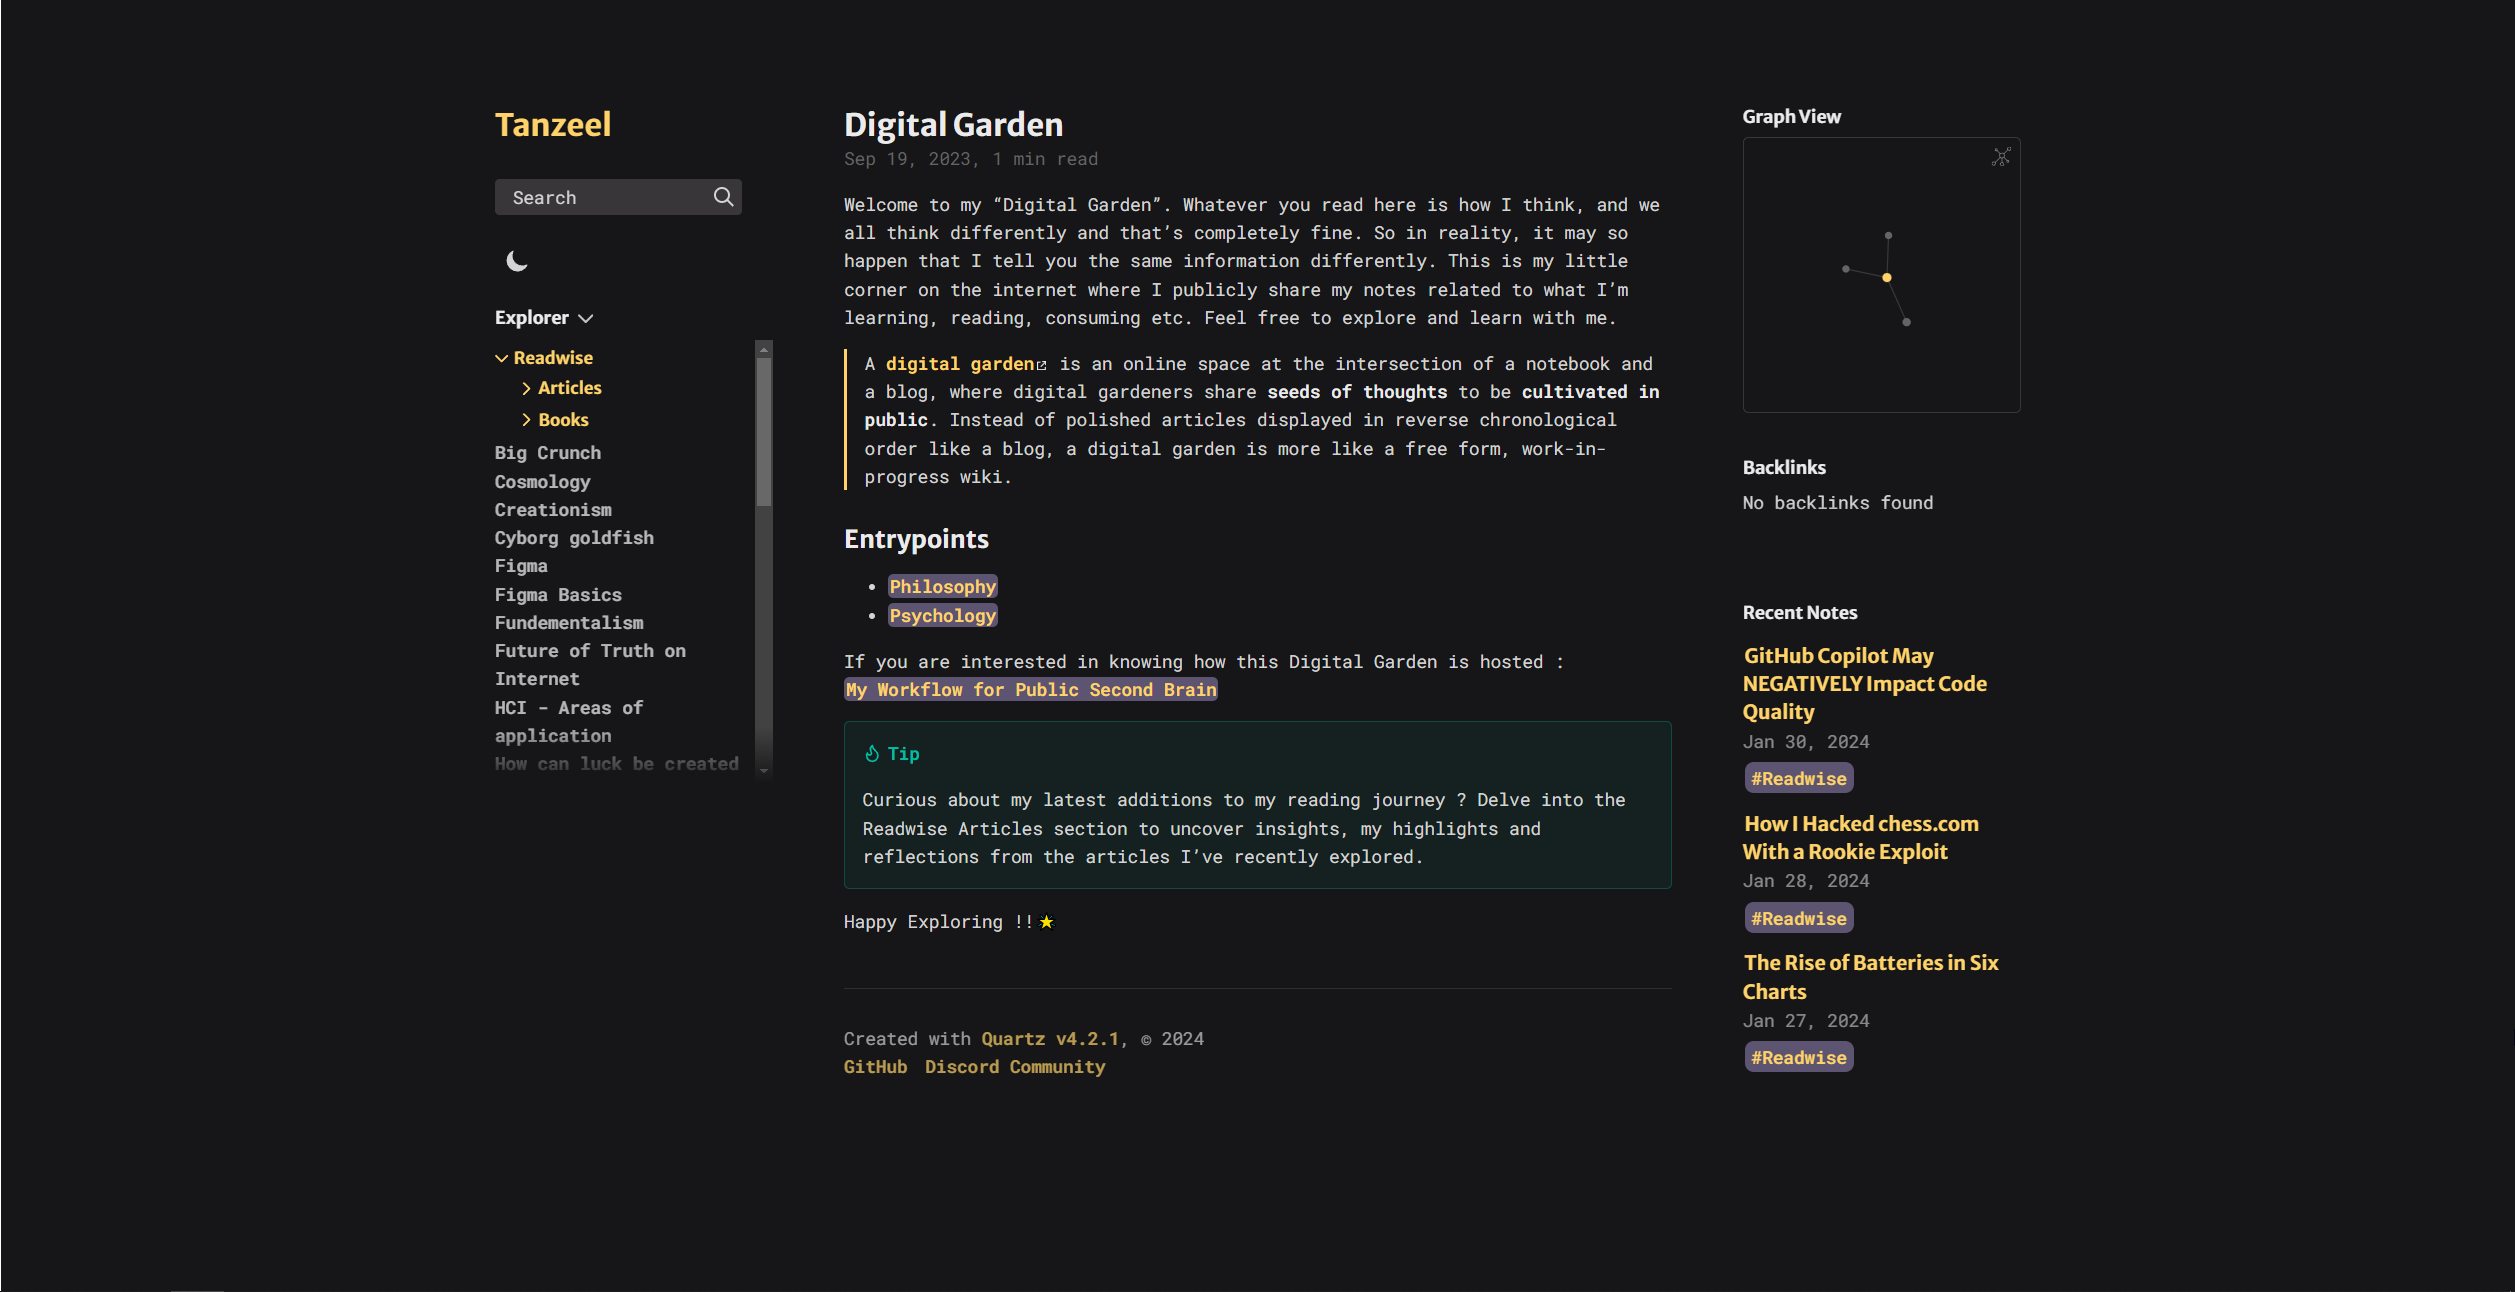 Tanzeel
Search
Explorer
Readwise
Articles
Books
Big Crunch
Cosmology
Creationism
Cyborg goldfish
Figma
Figma Basics
Fundementalism
Future of Truth on
Internet
HCI - Areas of
application
How can luck be created
Digital Garden
Sep 19, 2023, 1 min read
Welcome to my “Digital Garden”. Whatever you read here is how I think, and we
all think differently and that’s completely fine. So in reality, it may so
happen that I tell you the same information differently. This is my little
corner on the internet where I publicly share my notes related to what I’m
learning, reading, consuming etc. Feel free to explore and learn with me.
A digital garden is an online space at the intersection of a notebook and
a blog, where digital gardeners share seeds of thoughts to be cultivated in
public. Instead of polished articles displayed in reverse chronological
order like a blog, a digital garden is more like a free form, work-in-
progress wiki.
Entrypoints
• Philosophy
• Psychology
If you are interested in knowing how this Digital Garden is hosted :
My Workflow for Public Second Brain
Tip
Curious about my latest additions to my reading journey ? Delve into the
Readwise Articles section to uncover insights, my highlights and
reflections from the articles I’ve recently explored.
Happy Exploring !!
Created with Quartz v4.2.1, © 2024
GitHub Discord Community
Graph View
Backlinks
No backlinks found
Recent Notes
GitHub Copilot May
NEGATIVELY Impact Code
Quality
Jan 30, 2024
#Readwise
How I Hacked chess.com
With a Rookie Exploit
Jan 28, 2024
#Readwise
The Rise of Batteries in Six
Charts
Jan 27, 2024
#Readwise